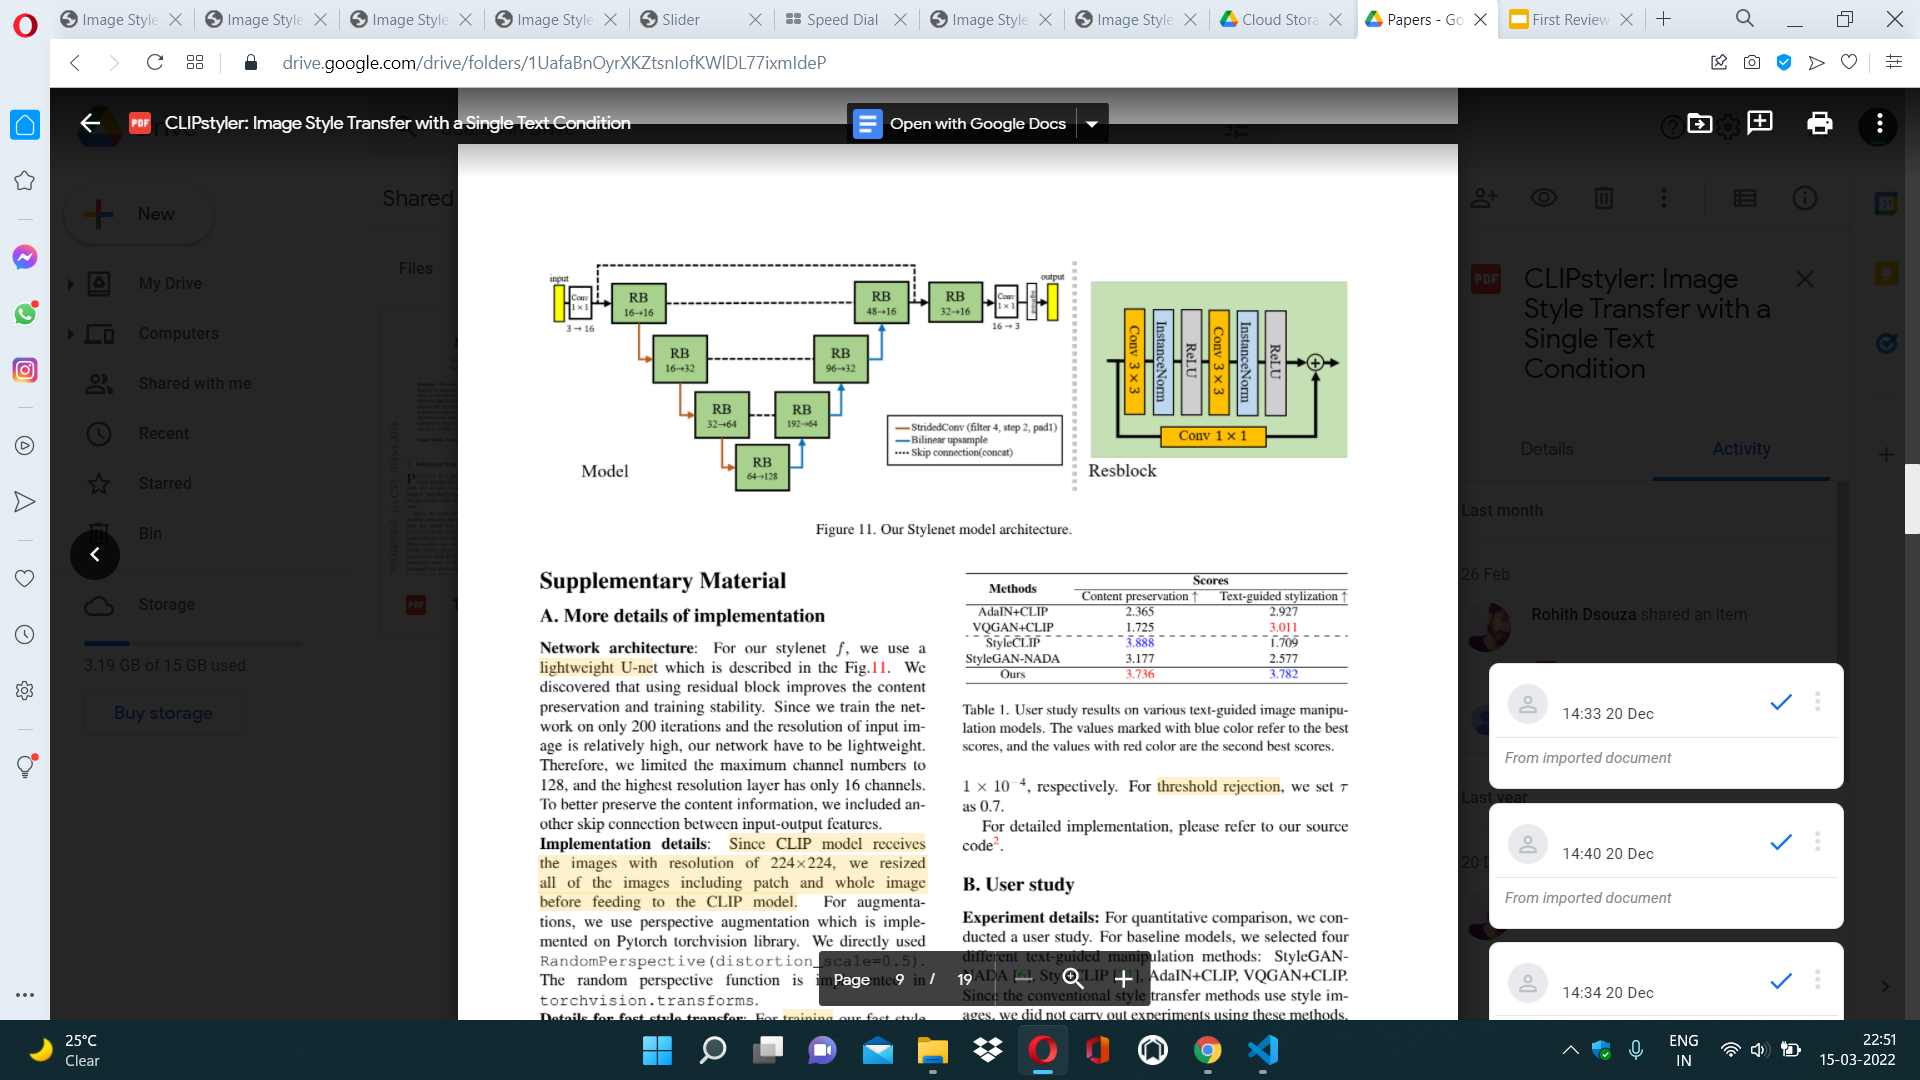 Image Style
Image Style
Image Style
Image Style
Slider
Speed Dial
Image Style
Image Style
Cloud Stora
Papers - Go
First Review
drive.google.com/drive/folders/1UafaBnOyrXKZtsnIofKWlDL77ixmIdeP
PDF
CLIPstyler: Image Style Transfer with a Single Text Condition
Open with Google Docs
New
My Drive
Computers
Shared with me
Recent
Starred
Bin
Storage
3.19 GB of 15 GB used
Buy storage
Shared
Files
PDF
input
Conv
1×1
3→16
RB
16→16
RB
16→32
RB
32→64
RB
64→128
RB
192→64
RB
96→32
RB
48→16
RB
32→16
Conv
1×1
16→3
output
StridedConv (filter 4, step 2, pad1)
Bilinear upsample
Skip connection(concat)
Model
Conv 3×3
InstanceNorm
ReLU
Conv 3×3
InstanceNorm
ReLU
Conv 1×1
Resblock
Figure 11. Our Stylenet model architecture.
Supplementary Material
A. More details of implementation
Network architecture: For our stylenet f, we use a
lightweight U-net which is described in the Fig.11. We
discovered that using residual block improves the content
preservation and training stability. Since we train the net-
work on only 200 iterations and the resolution of input im-
age is relatively high, our network have to be lightweight.
Therefore, we limited the maximum channel numbers to
128, and the highest resolution layer has only 16 channels.
To better preserve the content information, we included an-
other skip connection between input-output features.
Implementation details: Since CLIP model receives
the images with resolution of 224×224, we resized
all of the images including patch and whole image
before feeding to the CLIP model. For augmenta-
tions, we use perspective augmentation which is imple-
mented on Pytorch torchvision library. We directly used
RandomPerspective(distortion_scale=0.5).
The random perspective function is implemented in
torchvision.transforms.
Details for fast style transfer: For training our fast style
Methods Scores
Content preservation ↑ Text-guided stylization ↑
AdaIN+CLIP 2.365 2.927
VQGAN+CLIP 1.725 3.011
StyleCLIP 3.888 1.709
StyleGAN-NADA 3.177 2.577
Ours 3.736 3.782
Table 1. User study results on various text-guided image manipu-
lation models. The values marked with blue color refer to the best
scores, and the values with red color are the second best scores.
1 × 10⁻⁴, respectively. For threshold rejection, we set τ
as 0.7.
For detailed implementation, please refer to our source
code².
B. User study
Experiment details: For quantitative comparison, we con-
ducted a user study. For baseline models, we selected four
different text-guided manipulation methods: StyleGAN-
NADA StyleCLIP AdaIN+CLIP, VQGAN+CLIP.
Since the conventional style transfer methods use style im-
ages, we did not carry out experiments using these methods.
Page 9 / 19
PDF
CLIPstyler: Image
Style Transfer with a
Single Text
Condition
Details
Activity
Last month
26 Feb
Rohith Dsouza shared an item
14:33 20 Dec
From imported document
Last year
14:40 20 Dec
From imported document
14:34 20 Dec
25°C
Clear
ENG
IN
22:51
15-03-2022